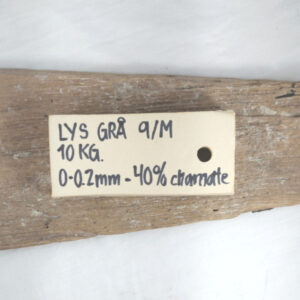 LYS GRÅ 9/M
10 KG.
0-0.2mm - 40% chamotte